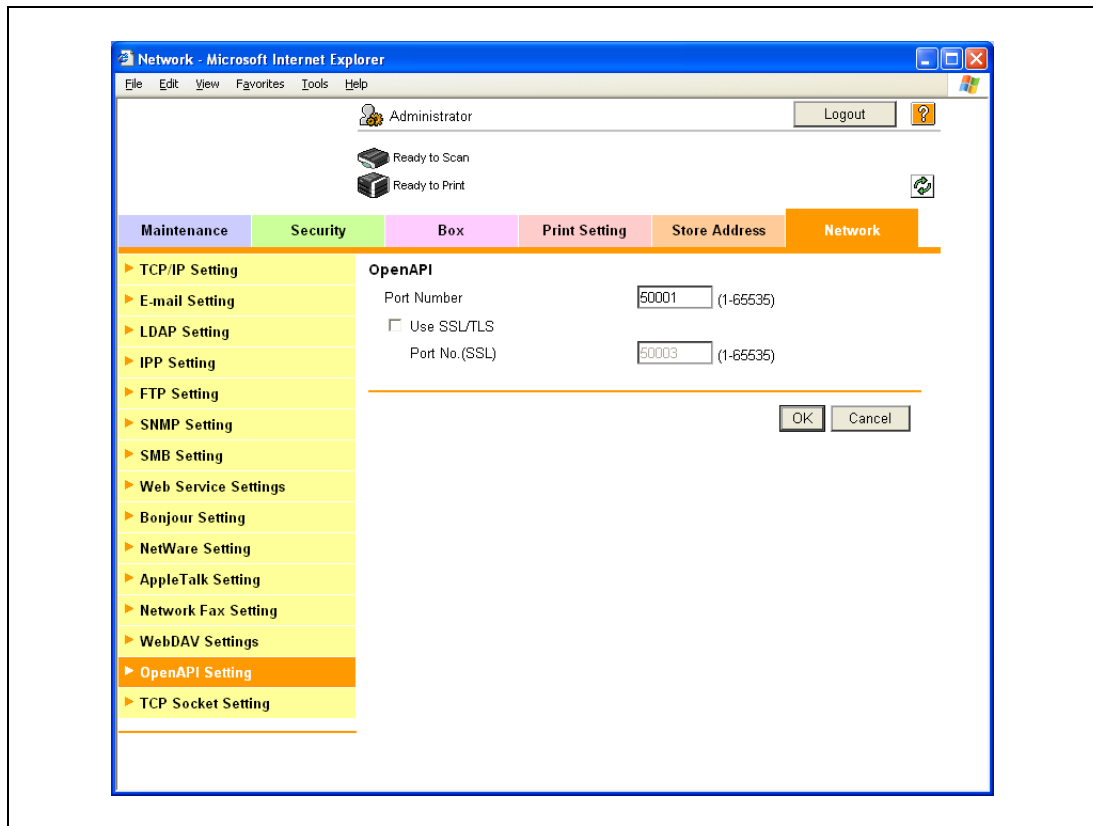 Network - Microsoft Internet Explorer
File Edit View Favorites Tools Help
Administrator
Logout
?
Ready to Scan
Ready to Print
Maintenance Security Box Print Setting Store Address Network
TCP/IP Setting
E-mail Setting
LDAP Setting
IPP Setting
FTP Setting
SNMP Setting
SMB Setting
Web Service Settings
Bonjour Setting
NetWare Setting
AppleTalk Setting
Network Fax Setting
WebDAV Settings
OpenAPI Setting
TCP Socket Setting
OpenAPI
Port Number 50001 (1-65535)
Use SSL/TLS
Port No.(SSL) 50003 (1-65535)
OK Cancel